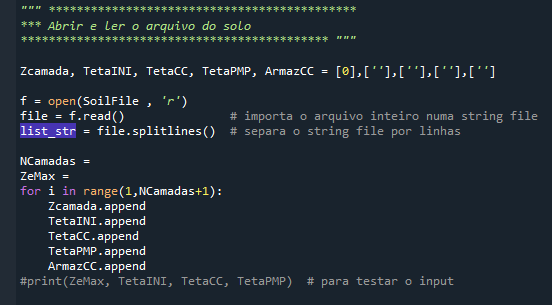 """ ********************************************
*** Abrir e ler o arquivo do solo
******************************************** """
Zcamada, TetaINI, TetaCC, TetaPMP, ArmazCC = [0],[''],[''],[''],['']
f = open(SoilFile , 'r')
file = f.read()               # importa o arquivo inteiro numa string file
list_str = file.splitlines()  # separa o string file por linhas
NCamadas =
ZeMax =
for i in range(1,NCamadas+1):
    Zcamada.append
    TetaINI.append
    TetaCC.append
    TetaPMP.append
    ArmazCC.append
#print(ZeMax, TetaINI, TetaCC, TetaPMP)  # para testar o input